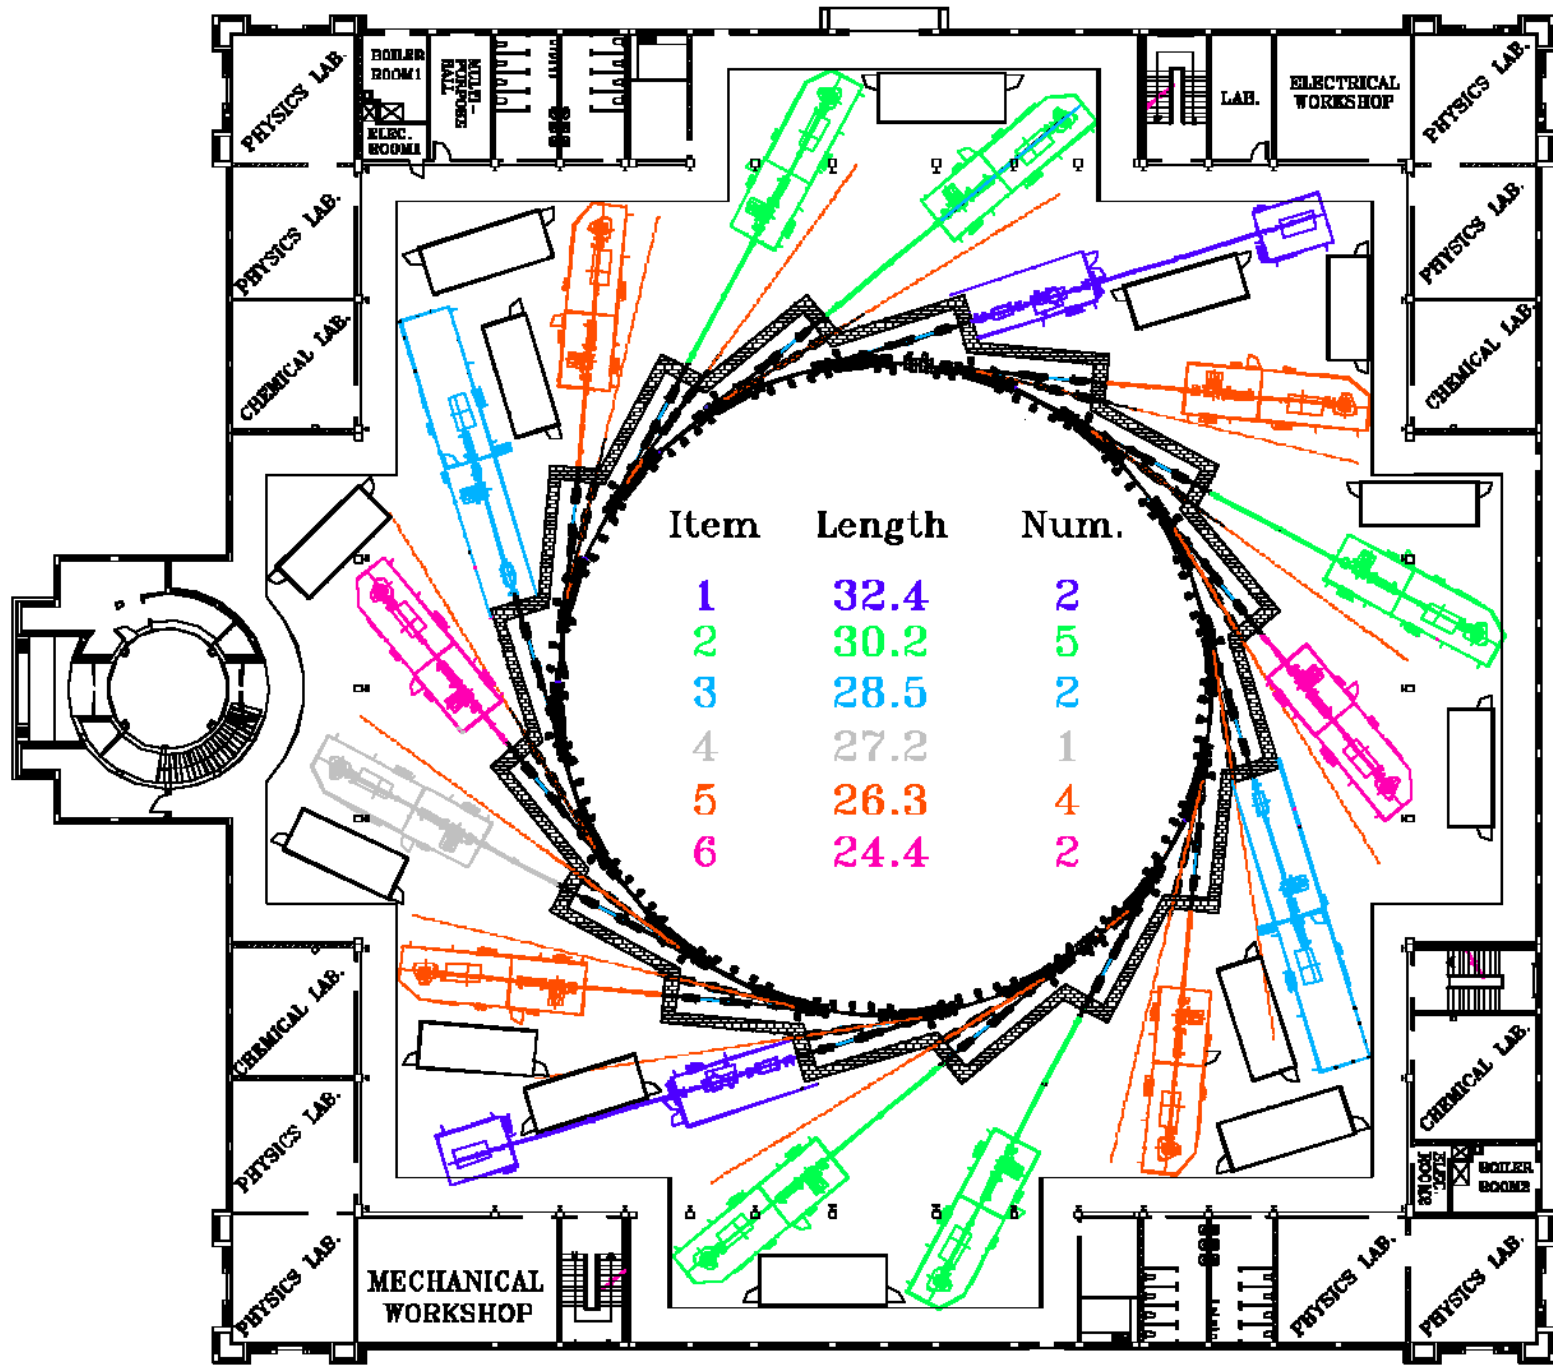 PHYSICS LAB.
BOILER
ROOM1
MULTI-
PORPORE
HALL
ELEC.
ROOM1
LAB.
ELECTRICAL
WORKSHOP
PHYSICS LAB.
PHYSICS LAB.
PHYSICS LAB.
CHEMICAL LAB.
CHEMICAL LAB.
Item Length Num.
1 32.4 2
2 30.2 5
3 28.5 2
4 27.2 1
5 26.3 4
6 24.4 2
CHEMICAL LAB.
CHEMICAL LAB.
PHYSICS LAB.
ELEC.
ROOM2
BOILER
ROOM2
PHYSICS LAB.
MECHANICAL
WORKSHOP
PHYSICS LAB.
PHYSICS LAB.